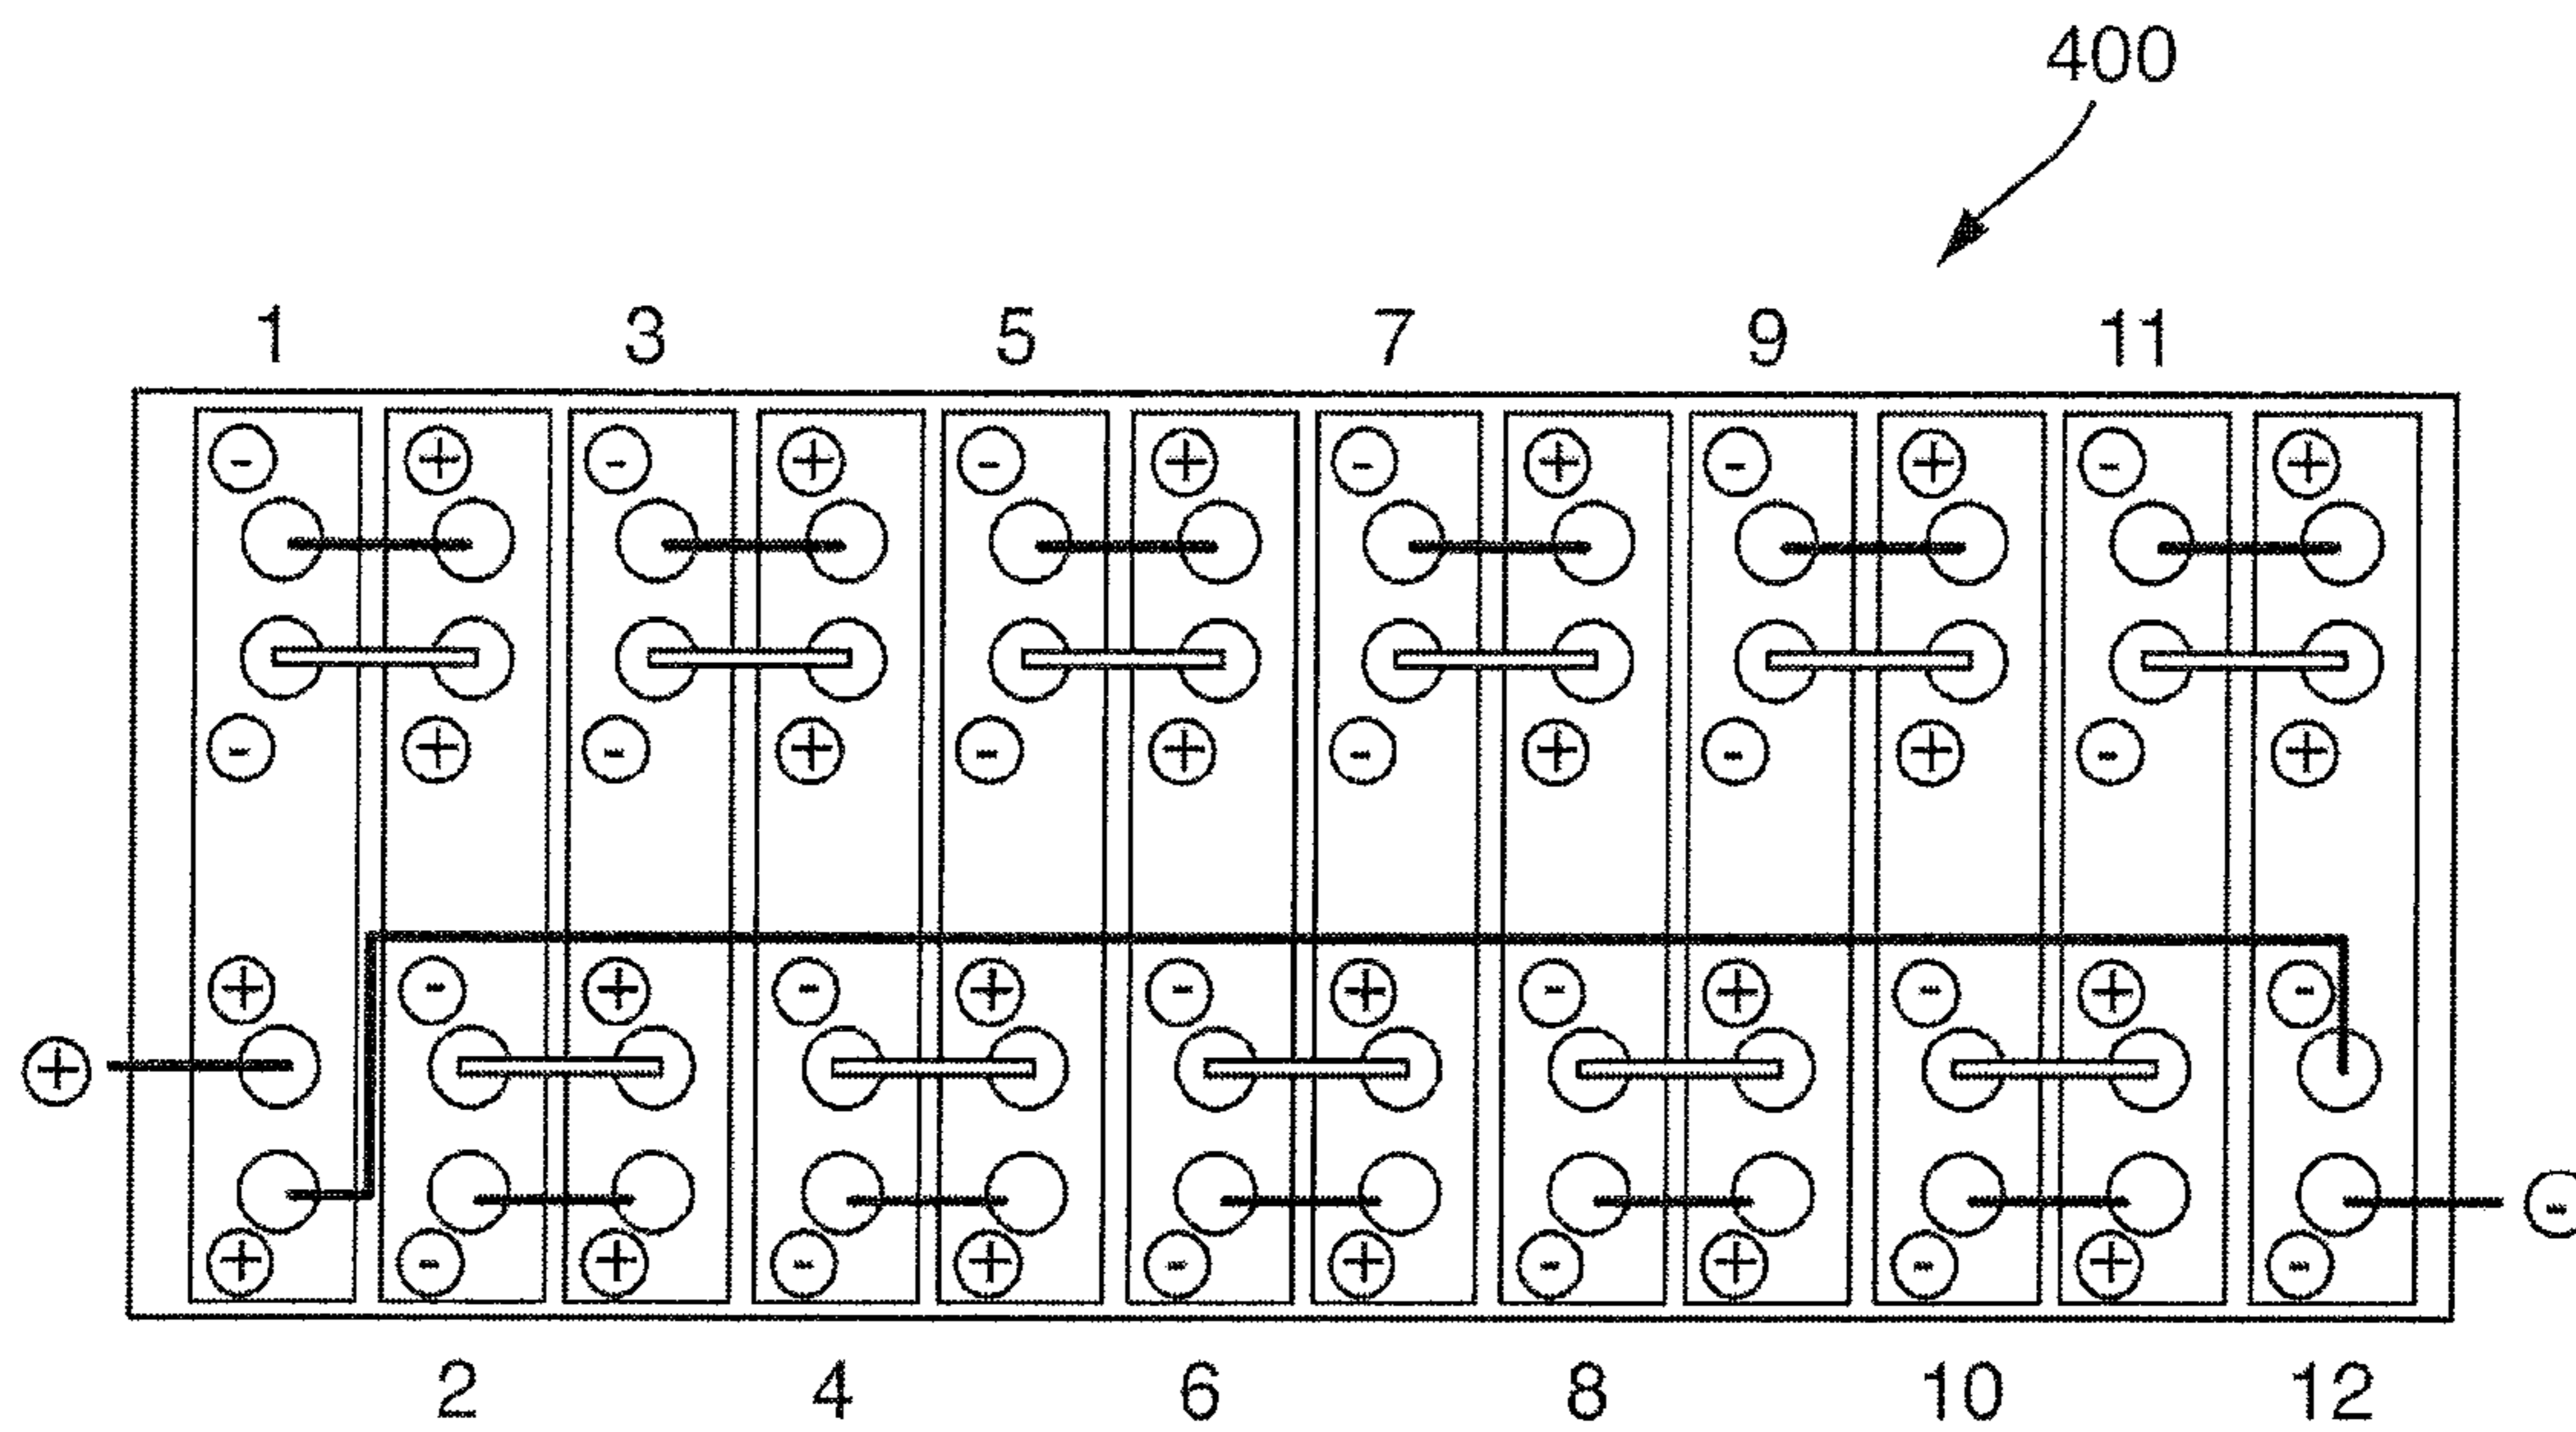 400
1 3 5 7 9 11
- + - + - + - + - + - +
- + - + - + - + - + - +
+ - + - + - + - + - + -
+
-
+ - + - + - + - + - + -
2 4 6 8 10 12